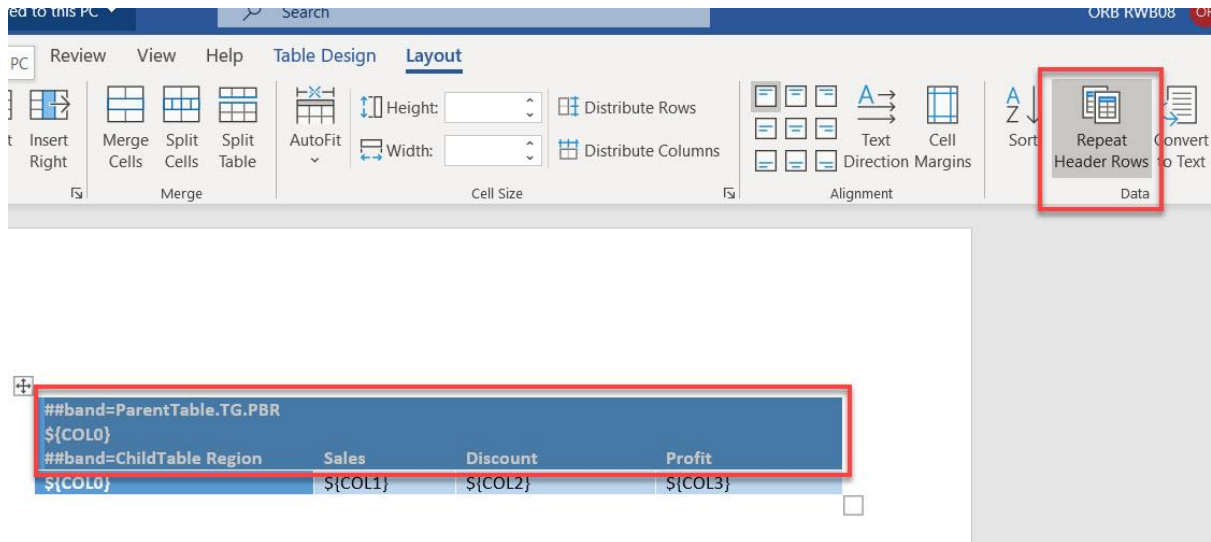 ed to this PC
Search
ORB RWB08
OR
PC
Review View Help Table Design Layout
Insert Right
Merge Cells
Split Cells
Split Table
AutoFit
Height:
Width:
Distribute Rows
Distribute Columns
Text Direction
Cell Margins
Sort
Repeat Header Rows
Convert to Text
Merge
Cell Size
Alignment
Data
##band=ParentTable.TG.PBR
${COL0}
##band=ChildTable Region Sales Discount Profit
${COL0} ${COL1} ${COL2} ${COL3}